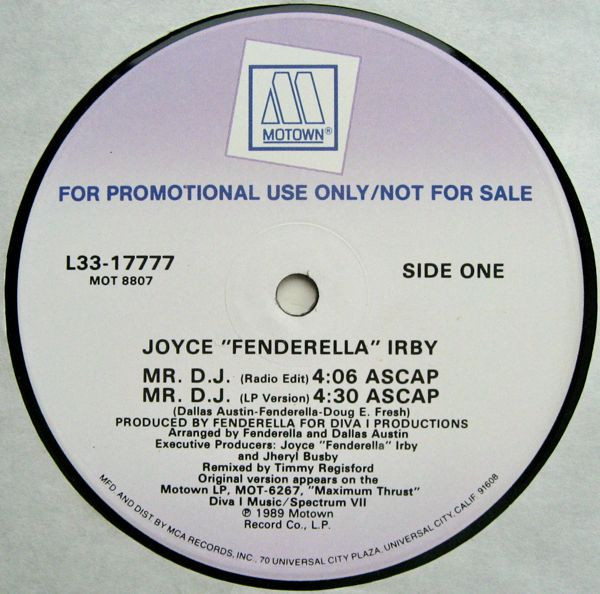 MOTOWN®
FOR PROMOTIONAL USE ONLY/NOT FOR SALE
L33-17777
MOT 8807
SIDE ONE
JOYCE "FENDERELLA" IRBY
MR. D.J. (Radio Edit) 4:06 ASCAP
MR. D.J. (LP Version) 4:30 ASCAP
(Dallas Austin-Fenderella-Doug E. Fresh)
PRODUCED BY FENDERELLA FOR DIVA I PRODUCTIONS
Arranged by Fenderella and Dallas Austin
Executive Producers: Joyce "Fenderella" Irby
and Jheryl Busby
Remixed by Timmy Regisford
Original version appears on the
Motown LP, MOT-6267, "Maximum Thrust"
Diva I Music/Spectrum VII
℗ 1989 Motown
Record Co., L.P.
MFD. AND DIST. BY MCA RECORDS, INC., 70 UNIVERSAL CITY PLAZA, UNIVERSAL CITY, CALIF. 91608